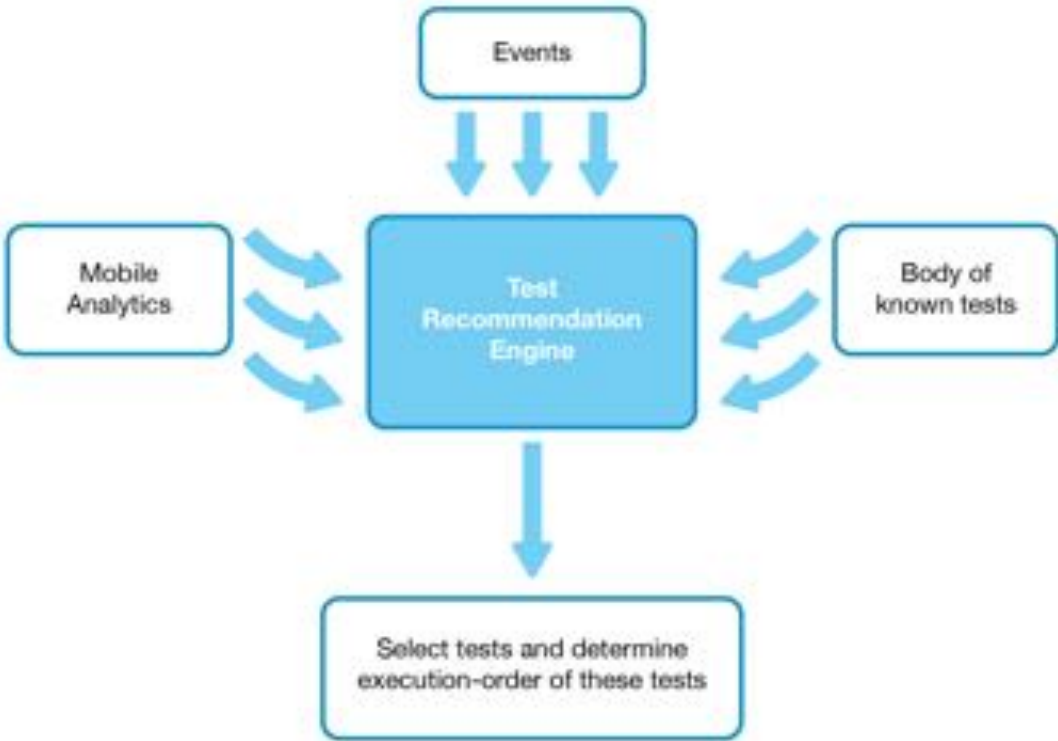 Events
Mobile
Analytics
Test
Recommendation
Engine
Body of
known tests
Select tests and determine
execution-order of these tests